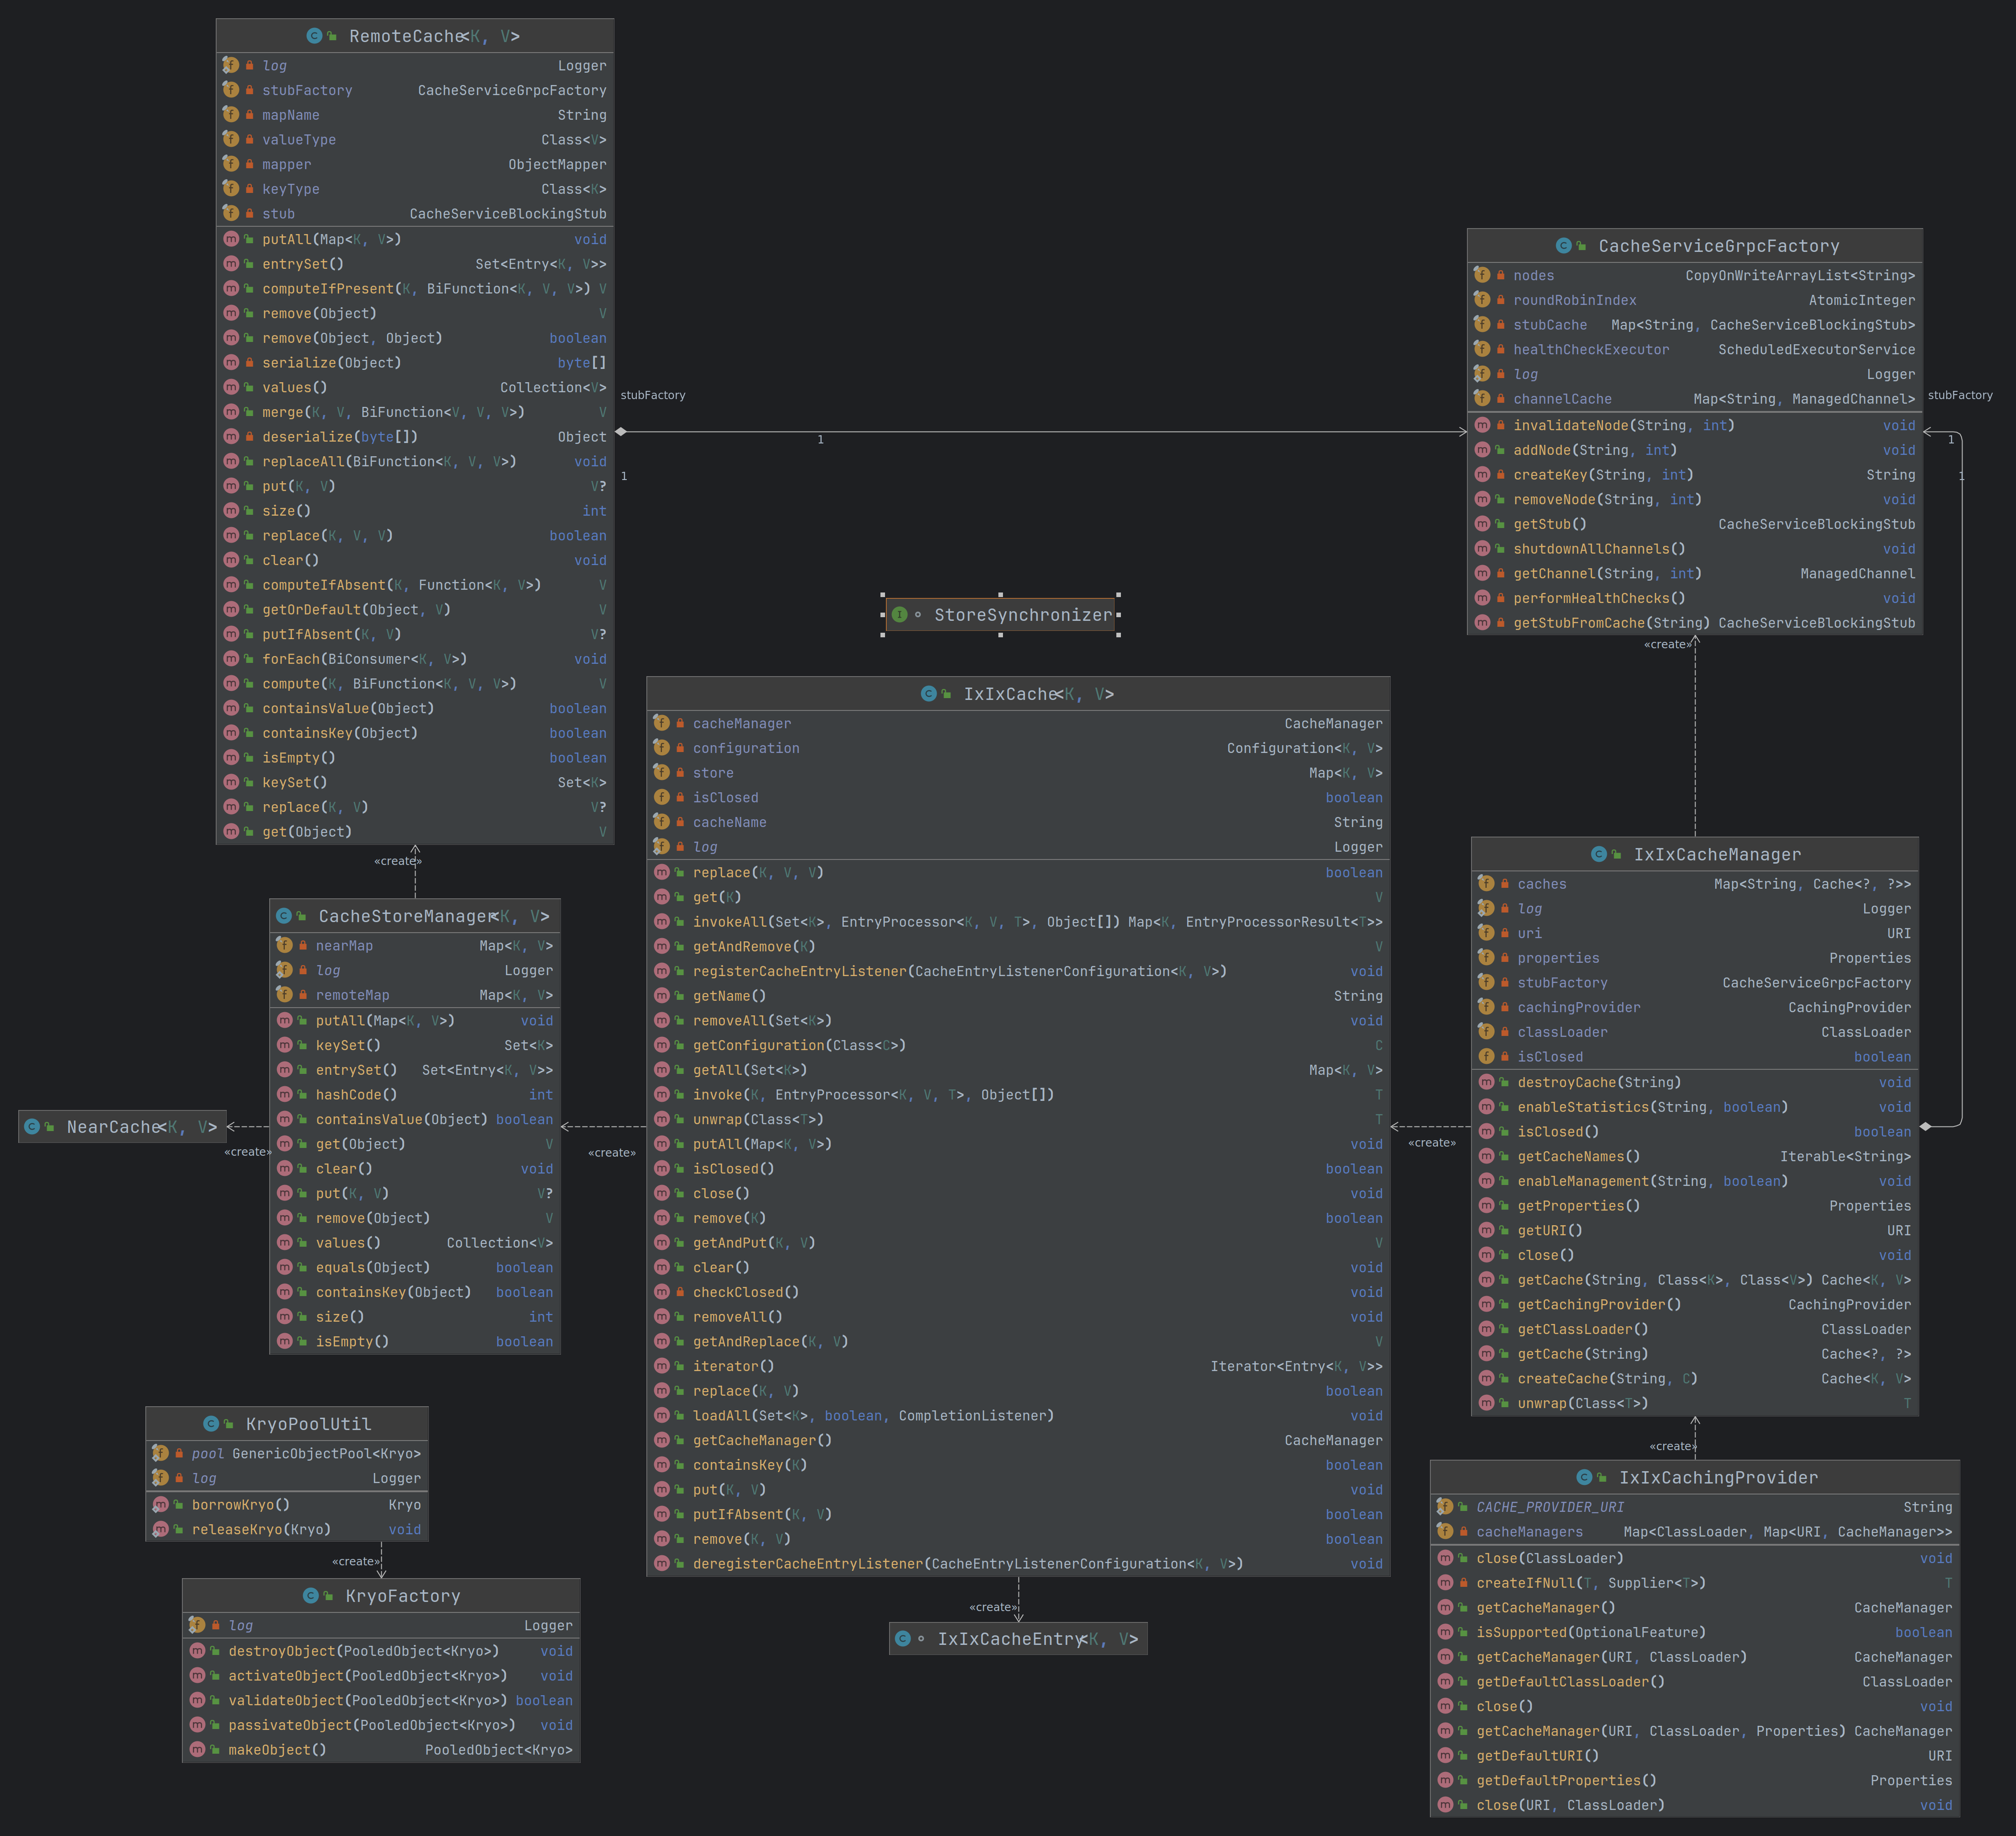 RemoteCache<K, V>
log Logger
stubFactory CacheServiceGrpcFactory
mapName String
valueType Class<V>
mapper ObjectMapper
keyType Class<K>
stub CacheServiceBlockingStub
putAll(Map<K, V>) void
entrySet() Set<Entry<K, V>>
computeIfPresent(K, BiFunction<K, V, V>) V
remove(Object) V
remove(Object, Object) boolean
serialize(Object) byte[]
values() Collection<V>
merge(K, V, BiFunction<V, V, V>) V
deserialize(byte[]) Object
replaceAll(BiFunction<K, V, V>) void
put(K, V) V?
size() int
replace(K, V, V) boolean
clear() void
computeIfAbsent(K, Function<K, V>) V
getOrDefault(Object, V) V
putIfAbsent(K, V) V?
forEach(BiConsumer<K, V>) void
compute(K, BiFunction<K, V, V>) V
containsValue(Object) boolean
containsKey(Object) boolean
isEmpty() boolean
keySet() Set<K>
replace(K, V) V?
get(Object) V
stubFactory
1
1
CacheServiceGrpcFactory
nodes CopyOnWriteArrayList<String>
roundRobinIndex AtomicInteger
stubCache Map<String, CacheServiceBlockingStub>
healthCheckExecutor ScheduledExecutorService
log Logger
channelCache Map<String, ManagedChannel>
invalidateNode(String, int) void
addNode(String, int) void
createKey(String, int) String
removeNode(String, int) void
getStub() CacheServiceBlockingStub
shutdownAllChannels() void
getChannel(String, int) ManagedChannel
performHealthChecks() void
getStubFromCache(String) CacheServiceBlockingStub
stubFactory
1
1
«create»
StoreSynchronizer
IxIxCache<K, V>
cacheManager CacheManager
configuration Configuration<K, V>
store Map<K, V>
isClosed boolean
cacheName String
log Logger
replace(K, V, V) boolean
get(K) V
invokeAll(Set<K>, EntryProcessor<K, V, T>, Object[]) Map<K, EntryProcessorResult<T>>
getAndRemove(K) V
registerCacheEntryListener(CacheEntryListenerConfiguration<K, V>) void
getName() String
removeAll(Set<K>) void
getConfiguration(Class<C>) C
getAll(Set<K>) Map<K, V>
invoke(K, EntryProcessor<K, V, T>, Object[]) T
unwrap(Class<T>) T
putAll(Map<K, V>) void
isClosed() boolean
close() void
remove(K) boolean
getAndPut(K, V) V
clear() void
checkClosed() void
removeAll() void
getAndReplace(K, V) V
iterator() Iterator<Entry<K, V>>
replace(K, V) boolean
loadAll(Set<K>, boolean, CompletionListener) void
getCacheManager() CacheManager
containsKey(K) boolean
put(K, V) void
putIfAbsent(K, V) boolean
remove(K, V) boolean
deregisterCacheEntryListener(CacheEntryListenerConfiguration<K, V>) void
«create»
IxIxCacheEntry<K, V>
«create»
CacheStoreManager<K, V>
nearMap Map<K, V>
log Logger
remoteMap Map<K, V>
putAll(Map<K, V>) void
keySet() Set<K>
entrySet() Set<Entry<K, V>>
hashCode() int
containsValue(Object) boolean
get(Object) V
clear() void
put(K, V) V?
remove(Object) V
values() Collection<V>
equals(Object) boolean
containsKey(Object) boolean
size() int
isEmpty() boolean
NearCache<K, V>
«create»
«create»
«create»
IxIxCacheManager
caches Map<String, Cache<?, ?>>
log Logger
uri URI
properties Properties
stubFactory CacheServiceGrpcFactory
cachingProvider CachingProvider
classLoader ClassLoader
isClosed boolean
destroyCache(String) void
enableStatistics(String, boolean) void
isClosed() boolean
getCacheNames() Iterable<String>
enableManagement(String, boolean) void
getProperties() Properties
getURI() URI
close() void
getCache(String, Class<K>, Class<V>) Cache<K, V>
getCachingProvider() CachingProvider
getClassLoader() ClassLoader
getCache(String) Cache<?, ?>
createCache(String, C) Cache<K, V>
unwrap(Class<T>) T
«create»
IxIxCachingProvider
CACHE_PROVIDER_URI String
cacheManagers Map<ClassLoader, Map<URI, CacheManager>>
close(ClassLoader) void
createIfNull(T, Supplier<T>) T
getCacheManager() CacheManager
isSupported(OptionalFeature) boolean
getCacheManager(URI, ClassLoader) CacheManager
getDefaultClassLoader() ClassLoader
close() void
getCacheManager(URI, ClassLoader, Properties) CacheManager
getDefaultURI() URI
getDefaultProperties() Properties
close(URI, ClassLoader) void
KryoPoolUtil
pool GenericObjectPool<Kryo>
log Logger
borrowKryo() Kryo
releaseKryo(Kryo) void
«create»
KryoFactory
log Logger
destroyObject(PooledObject<Kryo>) void
activateObject(PooledObject<Kryo>) void
validateObject(PooledObject<Kryo>) boolean
passivateObject(PooledObject<Kryo>) void
makeObject() PooledObject<Kryo>